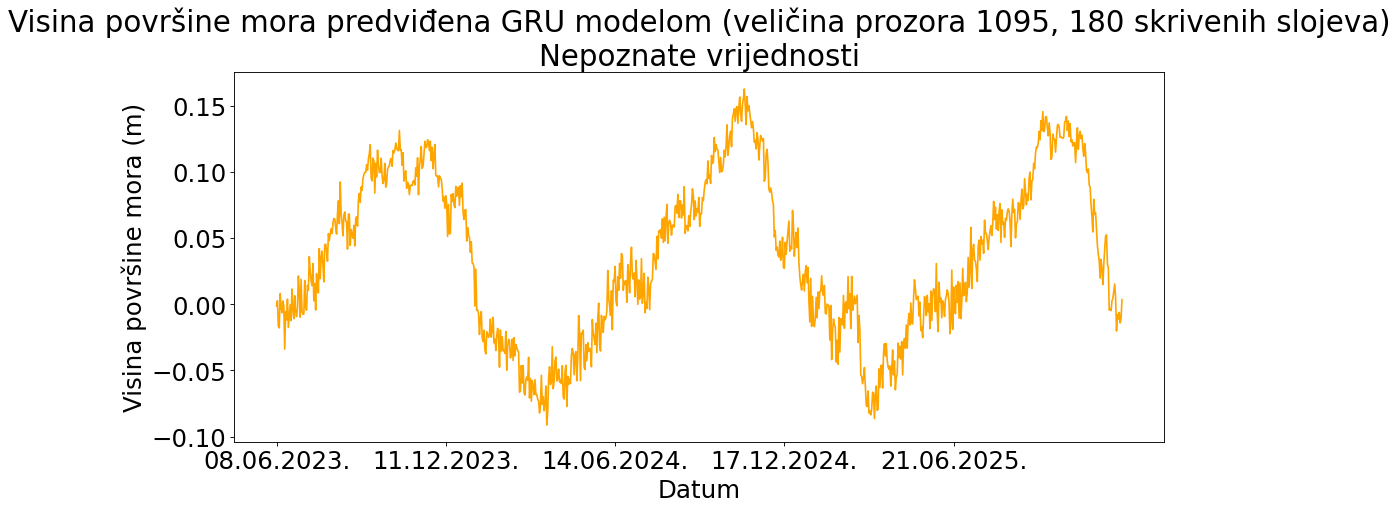 Visina površine mora predviđena GRU modelom (veličina prozora 1095, 180 skrivenih slojeva)
Nepoznate vrijednosti
Visina površine mora (m)
0.15
0.10
0.05
0.00
−0.05
−0.10
08.06.2023. 11.12.2023. 14.06.2024. 17.12.2024. 21.06.2025.
Datum